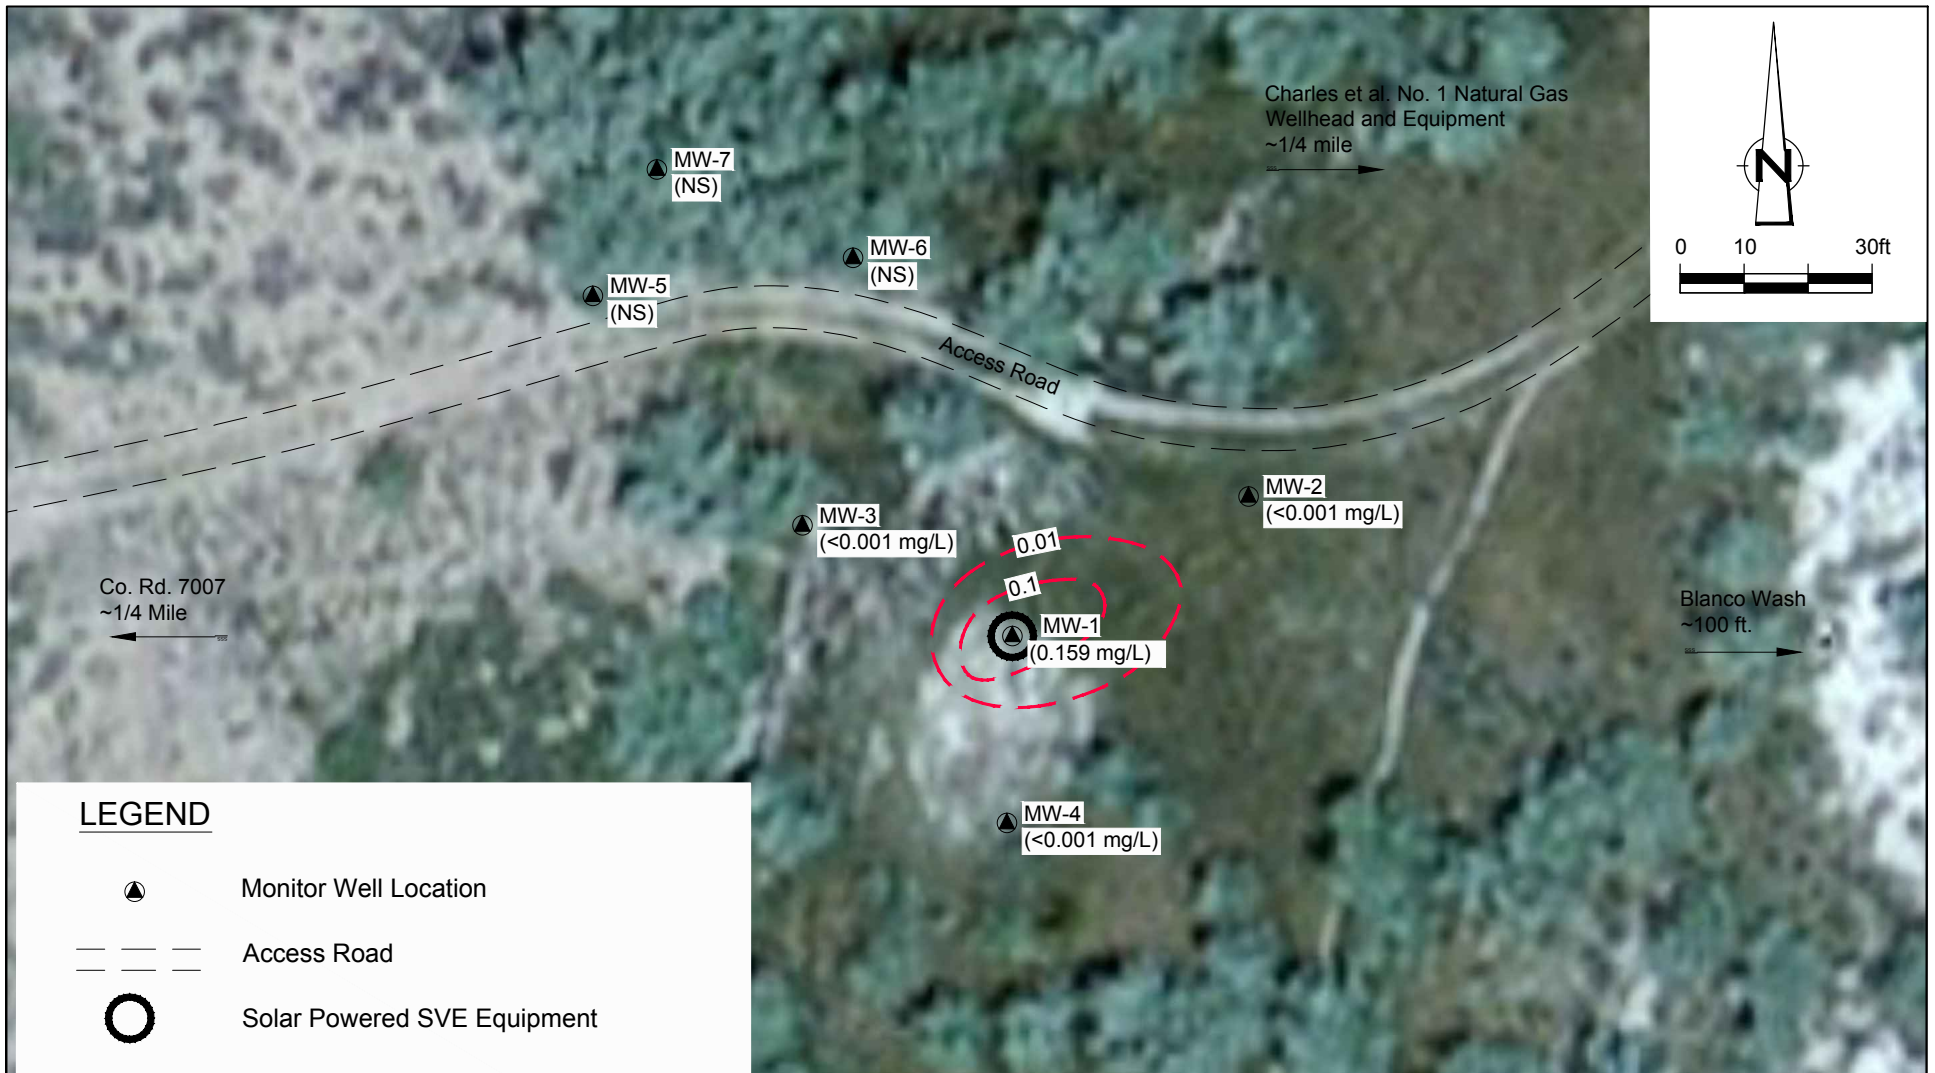 Charles et al. No. 1 Natural Gas
Wellhead and Equipment
~1/4 mile
N
0 10 30ft
MW-7
(NS)
MW-6
(NS)
MW-5
(NS)
Access Road
MW-2
(<0.001 mg/L)
MW-3
(<0.001 mg/L)
0.01
0.1
Co. Rd. 7007
~1/4 Mile
Blanco Wash
~100 ft.
MW-1
(0.159 mg/L)
MW-4
(<0.001 mg/L)
LEGEND
Monitor Well Location
Access Road
Solar Powered SVE Equipment